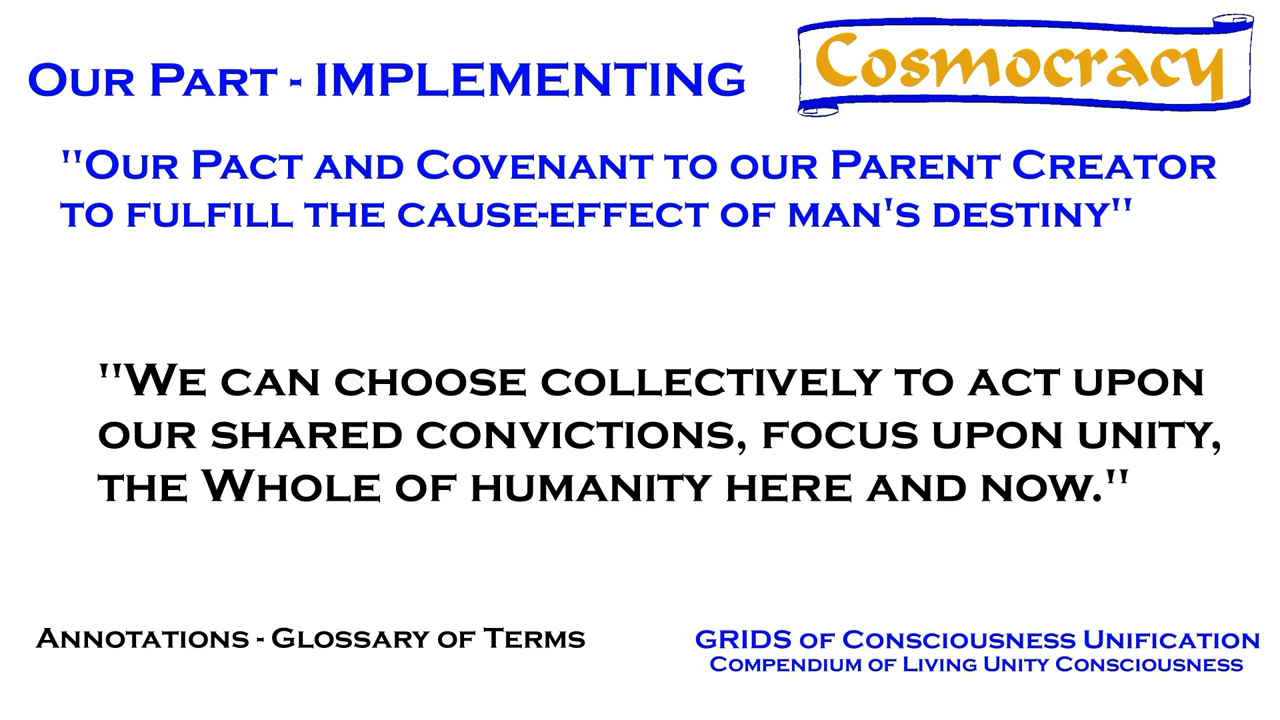 Our Part - IMPLEMENTING
Cosmocracy
"Our Pact and Covenant to our Parent Creator
to fulfill the cause-effect of man's destiny"
"We can choose collectively to act upon
our shared convictions, focus upon unity,
the Whole of humanity here and now."
Annotations - Glossary of Terms
GRIDS of Consciousness Unification
Compendium of Living Unity Consciousness